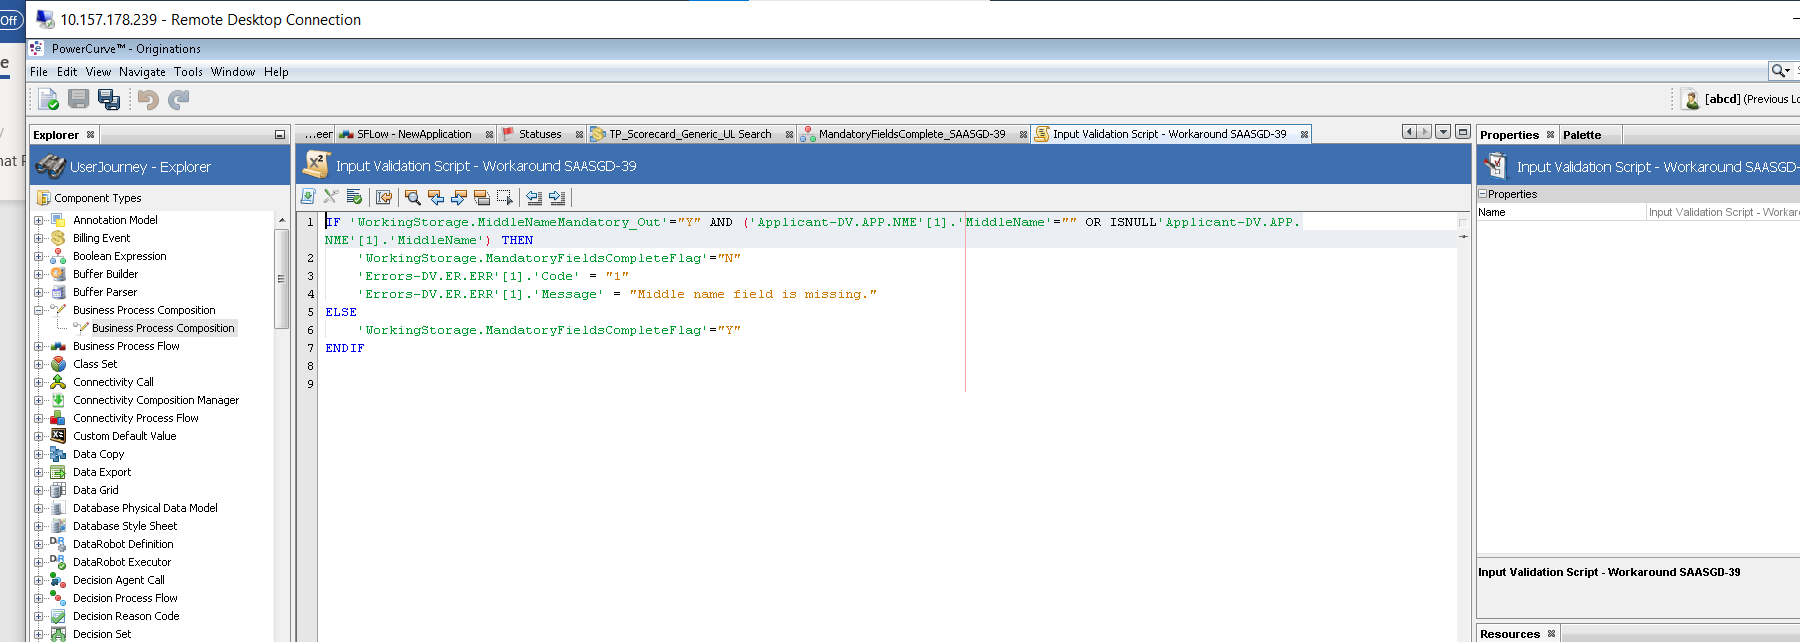 Off
10.157.178.239 - Remote Desktop Connection
PowerCurve™ - Originations
File Edit View Navigate Tools Window Help
[abcd] (Previous Lo
Explorer
UserJourney - Explorer
Component Types
Annotation Model
Billing Event
Boolean Expression
Buffer Builder
Buffer Parser
Business Process Composition
Business Process Composition
Business Process Flow
Class Set
Connectivity Call
Connectivity Composition Manager
Connectivity Process Flow
Custom Default Value
Data Copy
Data Export
Data Grid
Database Physical Data Model
Database Style Sheet
DataRobot Definition
DataRobot Executor
Decision Agent Call
Decision Process Flow
Decision Reason Code
Decision Set
...eer SFLow - NewApplication Statuses TP_Scorecard_Generic_UL Search MandatoryFieldsComplete_SAASGD-39 Input Validation Script - Workaround SAASGD-39
Input Validation Script - Workaround SAASGD-39
1 IF 'WorkingStorage.MiddleNameMandatory_Out'="Y" AND ('Applicant-DV.APP.NME'[1].'MiddleName'="" OR ISNULL'Applicant-DV.APP.
NME'[1].'MiddleName') THEN
2 'WorkingStorage.MandatoryFieldsCompleteFlag'="N"
3 'Errors-DV.ER.ERR'[1].'Code' = "1"
4 'Errors-DV.ER.ERR'[1].'Message' = "Middle name field is missing."
5 ELSE
6 'WorkingStorage.MandatoryFieldsCompleteFlag'="Y"
7 ENDIF
8
9
Properties Palette
Input Validation Script - Workaround SAASGD-
Properties
Name Input Validation Script - Workaron
Input Validation Script - Workaround SAASGD-39
Resources